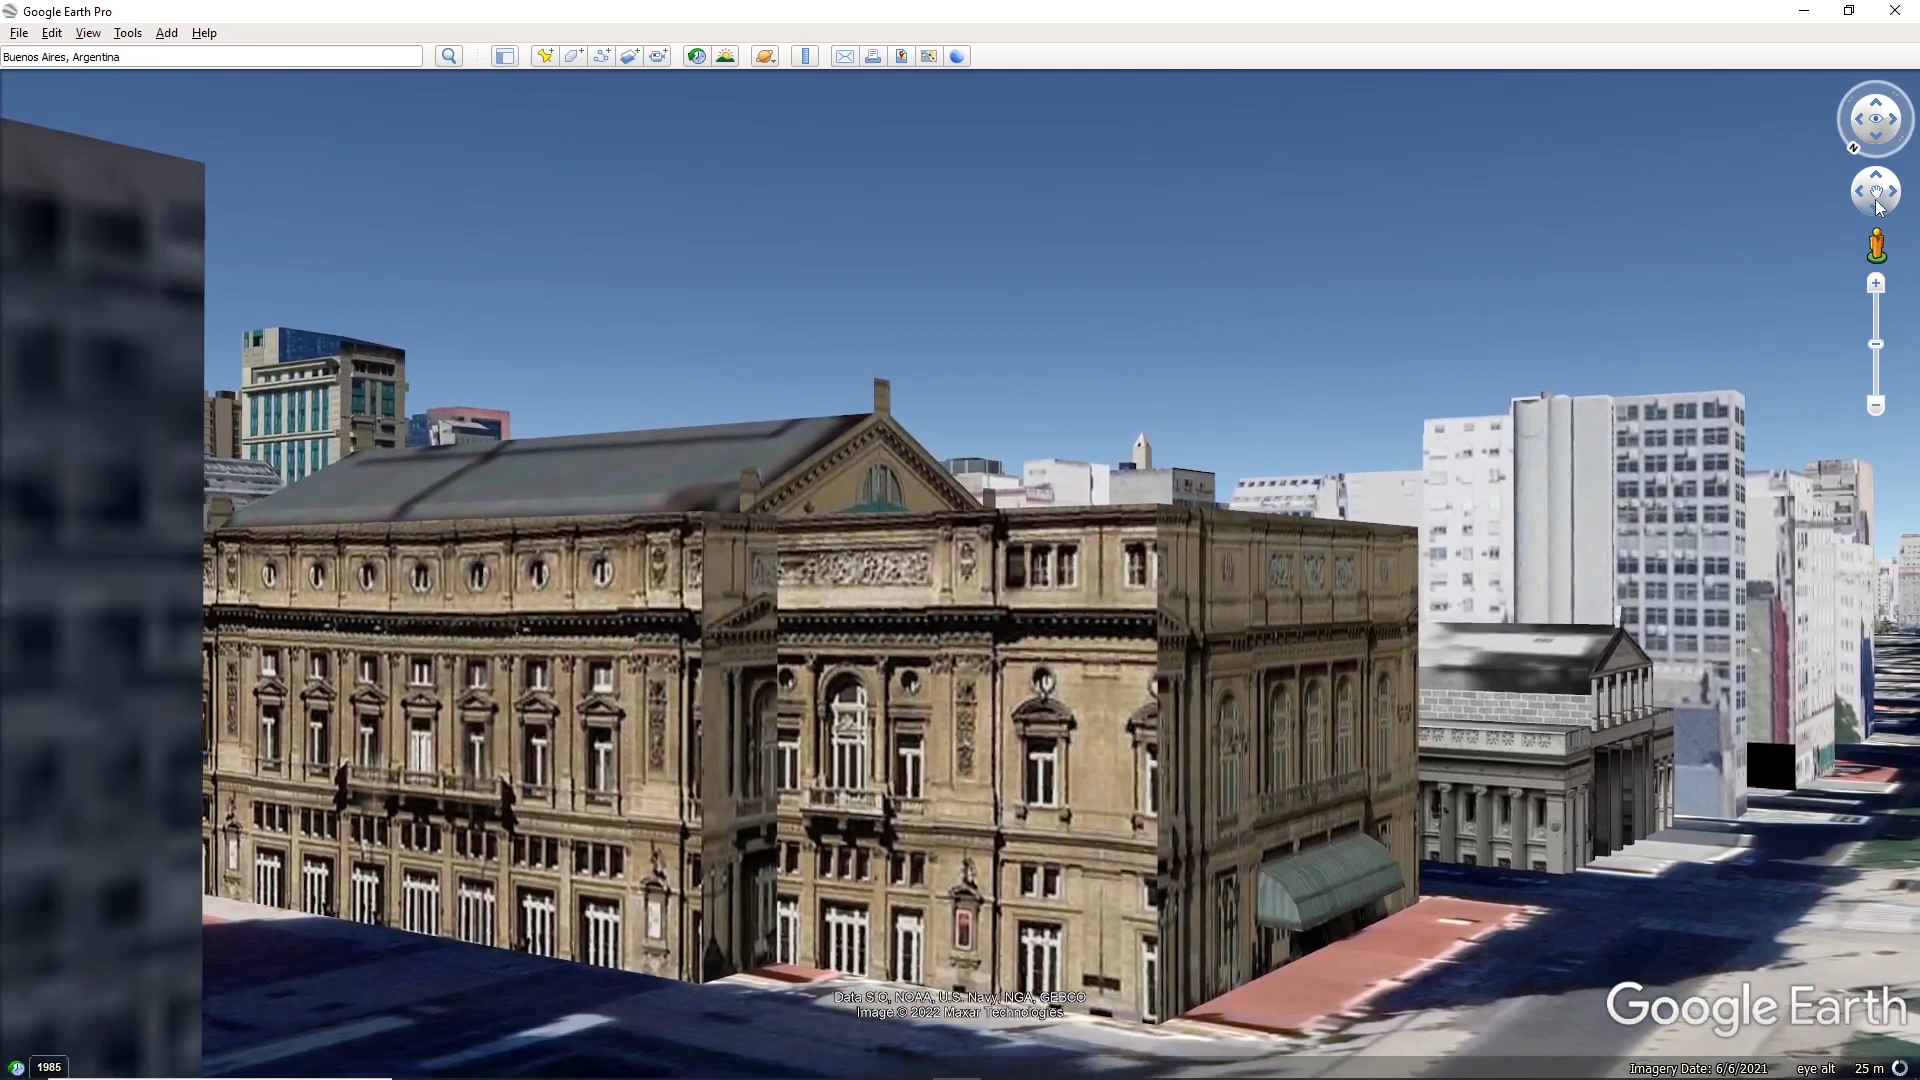 Google Earth Pro
File Edit View Tools Add Help
Buenos Aires, Argentina
N
Data SIO, NOAA, U.S. Navy, NGA, GEBCO
Image © 2022 Maxar Technologies
Google Earth
1985
Imagery Date: 6/6/2021 eye alt 25 m